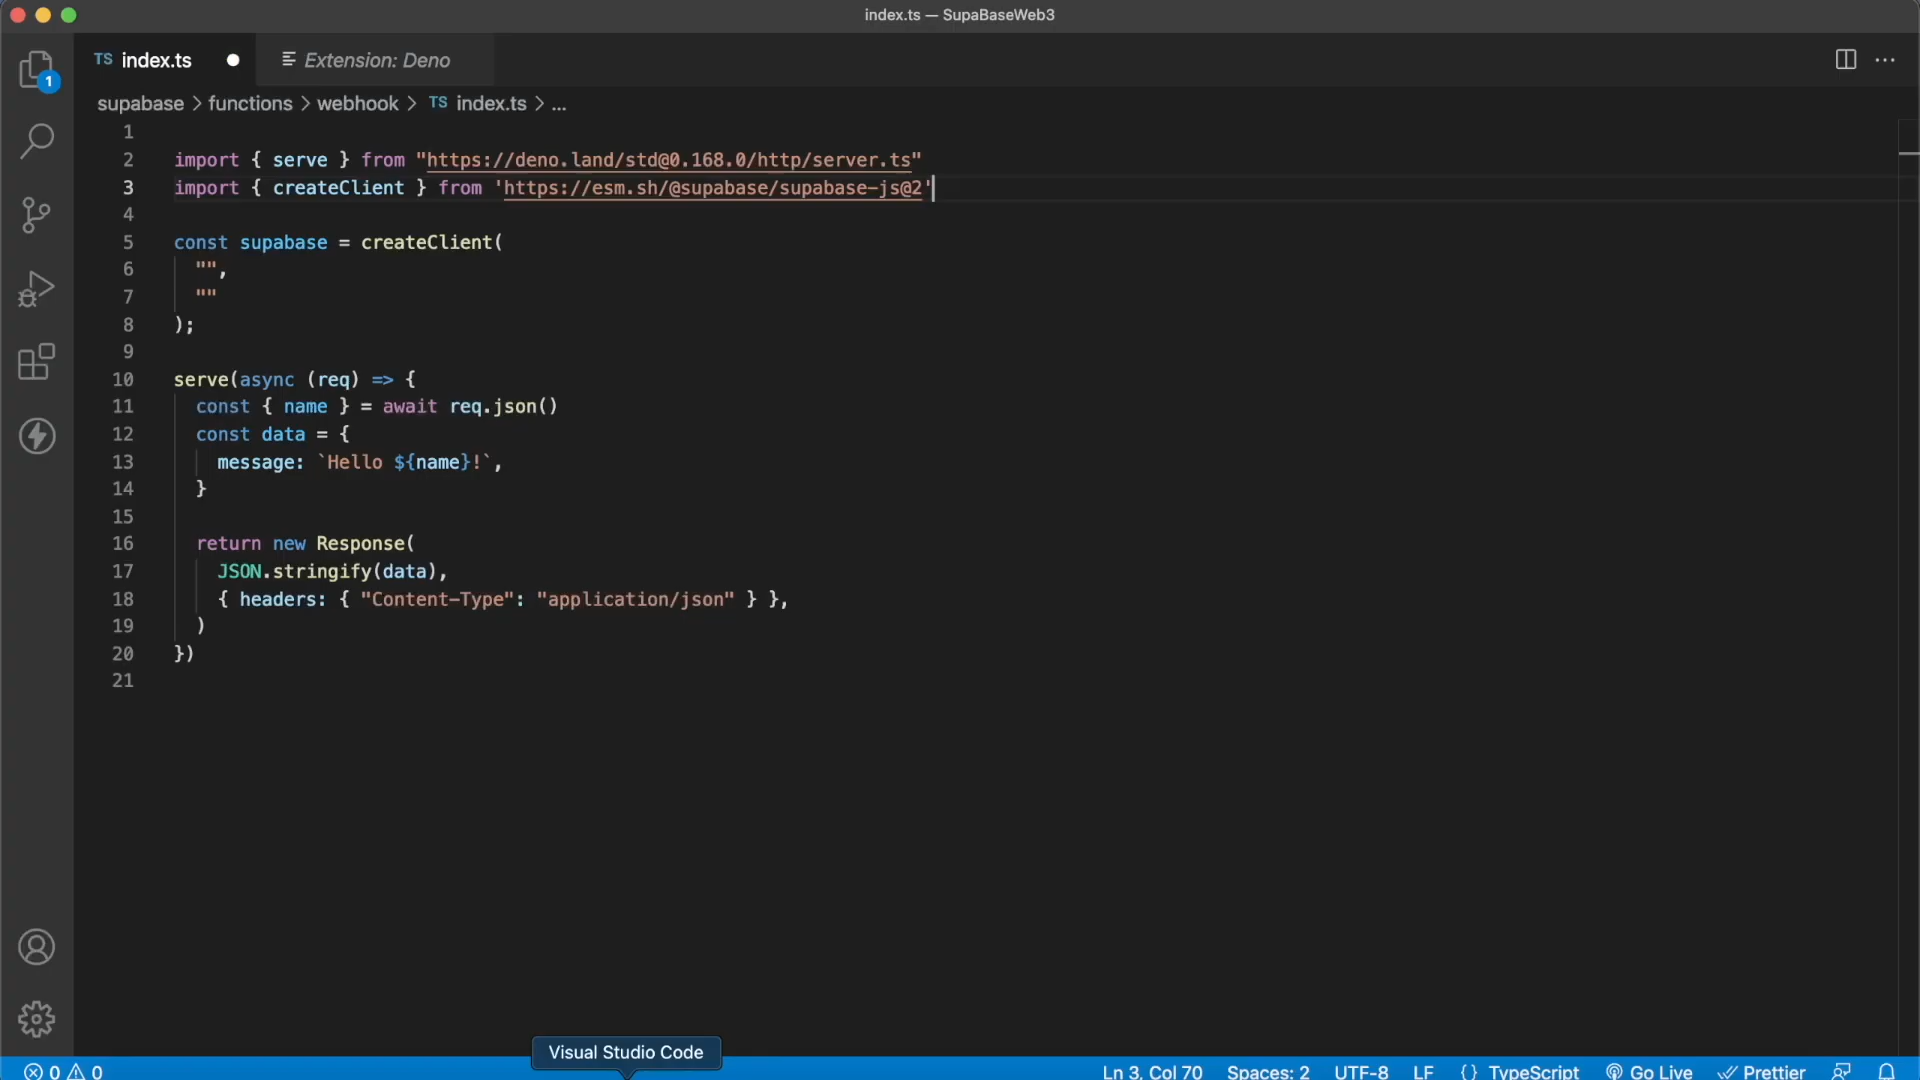 index.ts — SupaBaseWeb3
TS index.ts Extension: Deno
1
supabase > functions > webhook > TS index.ts > ...
1
2 import { serve } from "https://deno.land/std@0.168.0/http/server.ts"
3 import { createClient } from 'https://esm.sh/@supabase/supabase-js@2'
4
5 const supabase = createClient(
6 "",
7 ""
8 );
9
10 serve(async (req) => {
11 const { name } = await req.json()
12 const data = {
13 message: `Hello ${name}!`,
14 }
15
16 return new Response(
17 JSON.stringify(data),
18 { headers: { "Content-Type": "application/json" } },
19 )
20 })
21
Visual Studio Code
0 0 Ln 3, Col 70 Spaces: 2 UTF-8 LF {} TypeScript Go Live Prettier